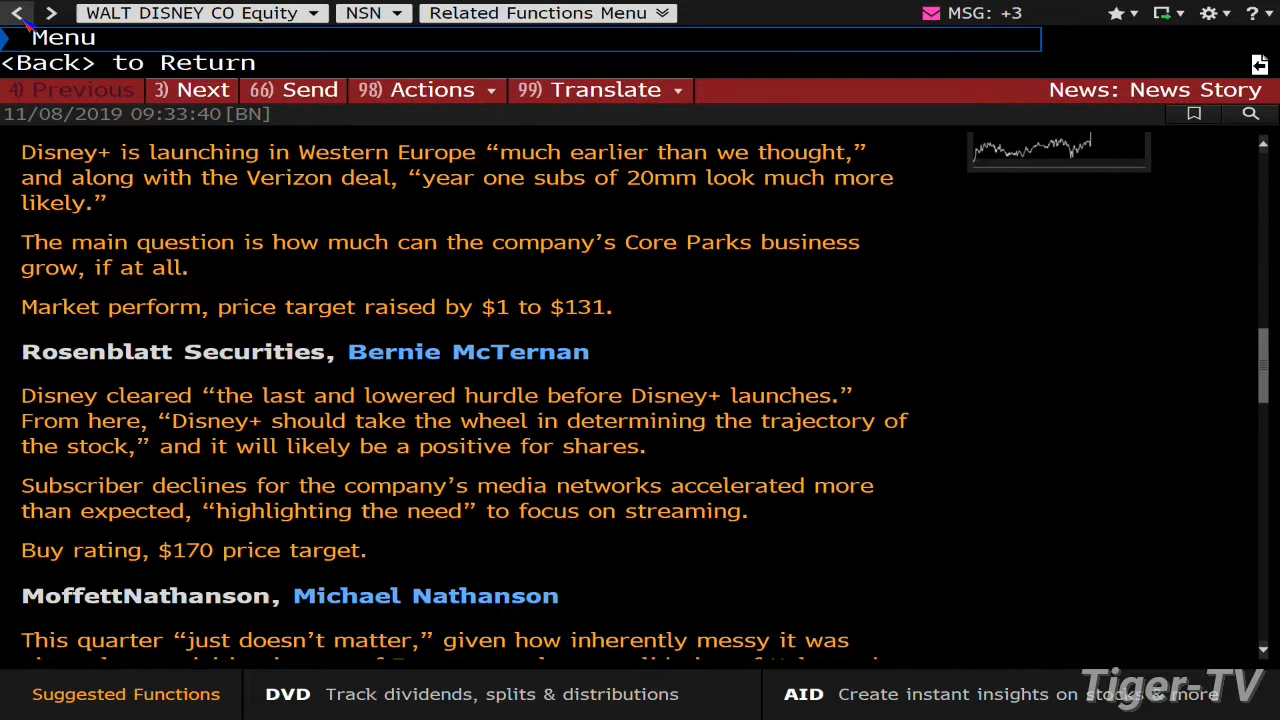 WALT DISNEY CO Equity NSN Related Functions Menu MSG: +3
Menu
<Back> to Return
4) Previous 3) Next 66) Send 98) Actions 99) Translate News: News Story
11/08/2019 09:33:40 [BN]
Disney+ is launching in Western Europe “much earlier than we thought,”
and along with the Verizon deal, “year one subs of 20mm look much more
likely.”
The main question is how much can the company’s Core Parks business
grow, if at all.
Market perform, price target raised by $1 to $131.
Rosenblatt Securities, Bernie McTernan
Disney cleared “the last and lowered hurdle before Disney+ launches.”
From here, “Disney+ should take the wheel in determining the trajectory of
the stock,” and it will likely be a positive for shares.
Subscriber declines for the company’s media networks accelerated more
than expected, “highlighting the need” to focus on streaming.
Buy rating, $170 price target.
MoffettNathanson, Michael Nathanson
This quarter “just doesn’t matter,” given how inherently messy it was
Suggested Functions DVD Track dividends, splits & distributions AID Create instant insights on stocks & more
Tiger-TV